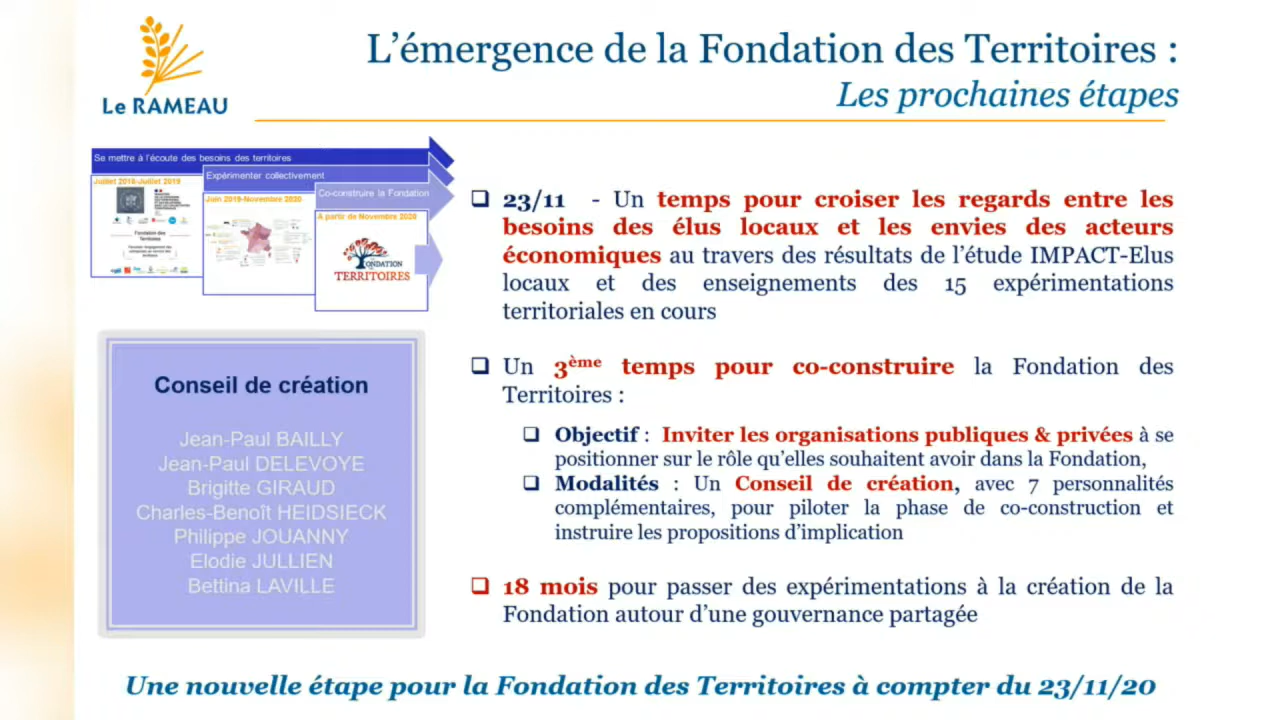 Le RAMEAU
L'émergence de la Fondation des Territoires :
Les prochaines étapes
Se mettre à l'écoute des besoins des territoires
Juillet 2018-Juillet 2019
Fondation des
Territoires
Expérimenter collectivement
Juin 2019-Novembre 2020
Co-construire la Fondation
A partir de Novembre 2020
FONDATION
DES
TERRITOIRES
Conseil de création
Jean-Paul BAILLY
Jean-Paul DELEVOYE
Brigitte GIRAUD
Charles-Benoît HEIDSIECK
Philippe JOUANNY
Elodie JULLIEN
Bettina LAVILLE
❑ 23/11 - Un temps pour croiser les regards entre les
besoins des élus locaux et les envies des acteurs
économiques au travers des résultats de l'étude IMPACT-Elus
locaux et des enseignements des 15 expérimentations
territoriales en cours
❑ Un 3ème temps pour co-construire la Fondation des
Territoires :
❑ Objectif : Inviter les organisations publiques & privées à se
positionner sur le rôle qu'elles souhaitent avoir dans la Fondation,
❑ Modalités : Un Conseil de création, avec 7 personnalités
complémentaires, pour piloter la phase de co-construction et
instruire les propositions d'implication
❑ 18 mois pour passer des expérimentations à la création de la
Fondation autour d'une gouvernance partagée
Une nouvelle étape pour la Fondation des Territoires à compter du 23/11/20